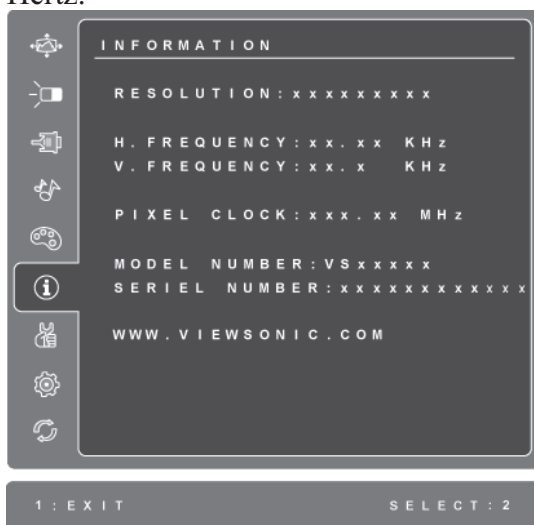 Hertz.
INFORMATION
RESOLUTION:xxxxxxxxx
H.FREQUENCY:xx.xx KHz
V.FREQUENCY:xx.x KHz
PIXEL CLOCK:xxx.xx MHz
MODEL NUMBER:VSxxxxx
SERIEL NUMBER:xxxxxxxxxxxx
WWW.VIEWSONIC.COM
1:EXIT SELECT:2